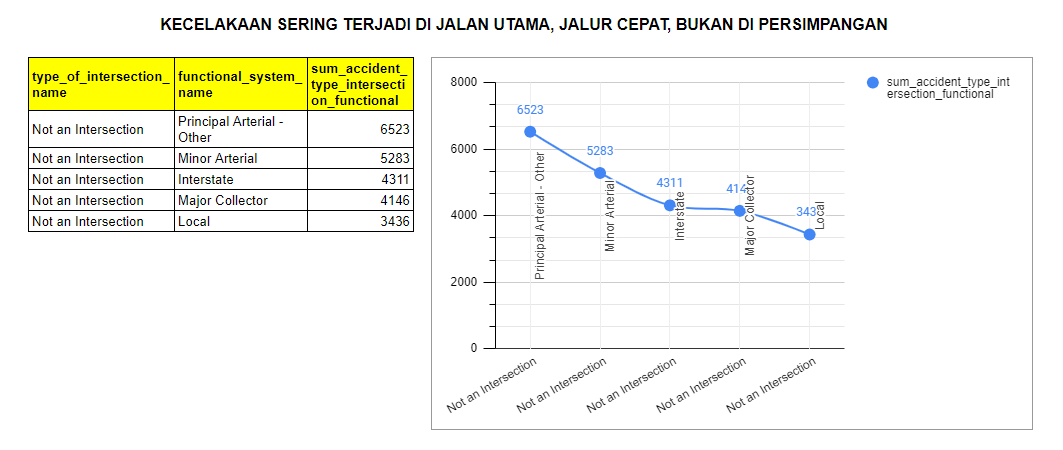 KECELAKAAN SERING TERJADI DI JALAN UTAMA, JALUR CEPAT, BUKAN DI PERSIMPANGAN
type_of_intersection_
name
functional_system_
name
sum_accident_
type_intersecti
on_functional
Not an Intersection
Principal Arterial -
Other
6523
Not an Intersection
Minor Arterial
5283
Not an Intersection
Interstate
4311
Not an Intersection
Major Collector
4146
Not an Intersection
Local
3436
8000
6000
4000
2000
0
6523
Principal Arterial - Other
5283
Minor Arterial
4311
Interstate
414
Major Collector
343
Local
Not an Intersection
Not an Intersection
Not an Intersection
Not an Intersection
Not an Intersection
sum_accident_type_int
ersection_functional